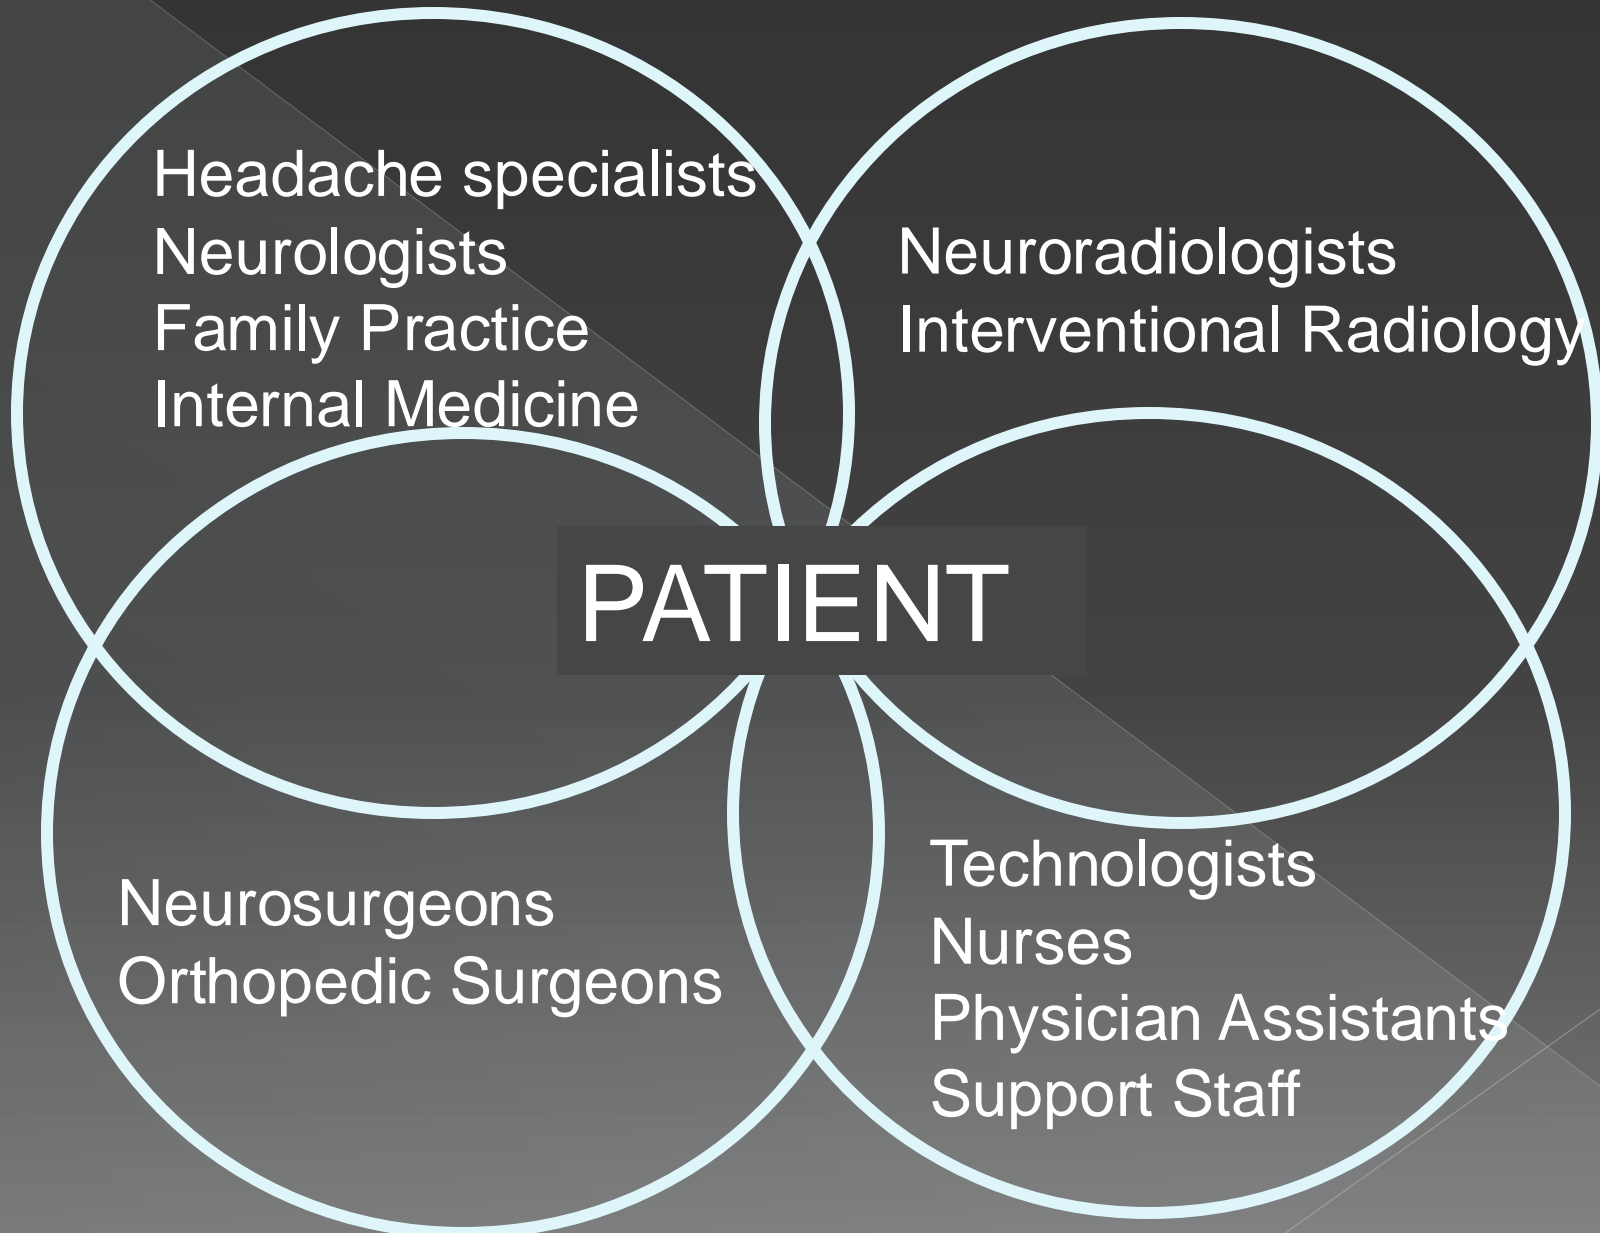 Headache specialists
Neurologists
Family Practice
Internal Medicine
Neuroradiologists
Interventional Radiology
PATIENT
Neurosurgeons
Orthopedic Surgeons
Technologists
Nurses
Physician Assistants
Support Staff